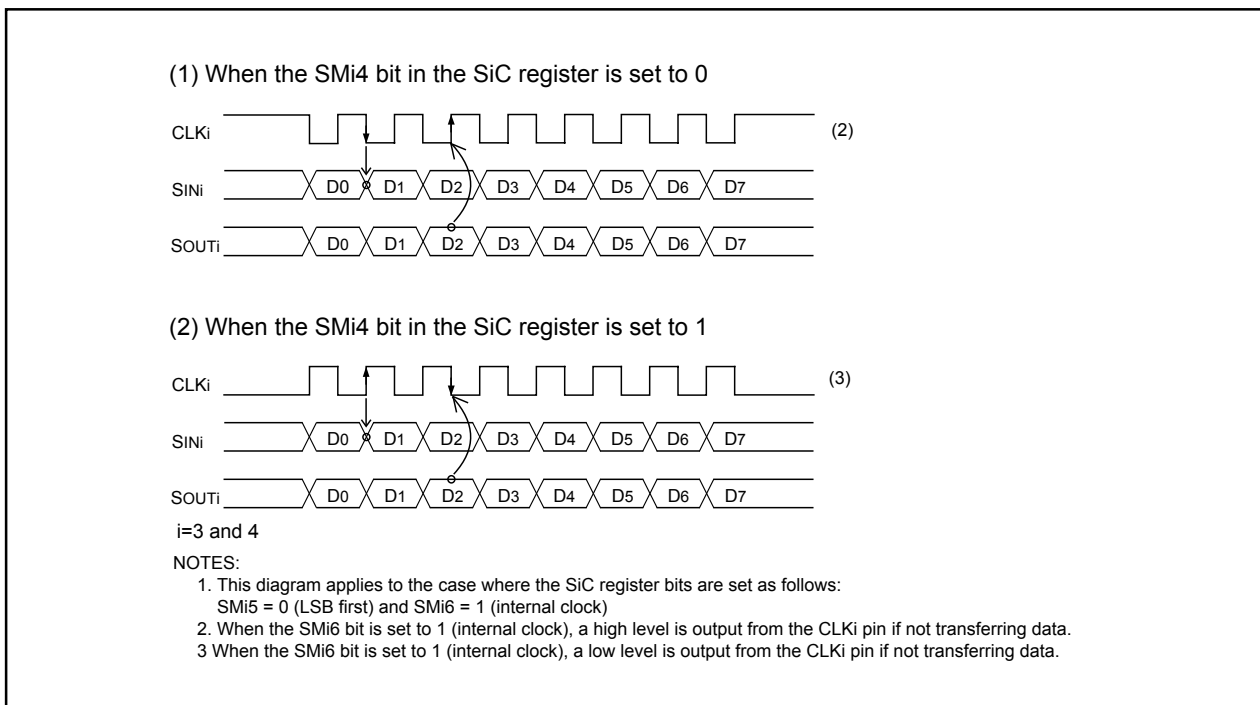 (1) When the SMi4 bit in the SiC register is set to 0
CLKi
(2)
SINi D0 D1 D2 D3 D4 D5 D6 D7
SOUTi D0 D1 D2 D3 D4 D5 D6 D7
(2) When the SMi4 bit in the SiC register is set to 1
CLKi
(3)
SINi D0 D1 D2 D3 D4 D5 D6 D7
SOUTi D0 D1 D2 D3 D4 D5 D6 D7
i=3 and 4
NOTES:
1. This diagram applies to the case where the SiC register bits are set as follows:
SMi5 = 0 (LSB first) and SMi6 = 1 (internal clock)
2. When the SMi6 bit is set to 1 (internal clock), a high level is output from the CLKi pin if not transferring data.
3 When the SMi6 bit is set to 1 (internal clock), a low level is output from the CLKi pin if not transferring data.